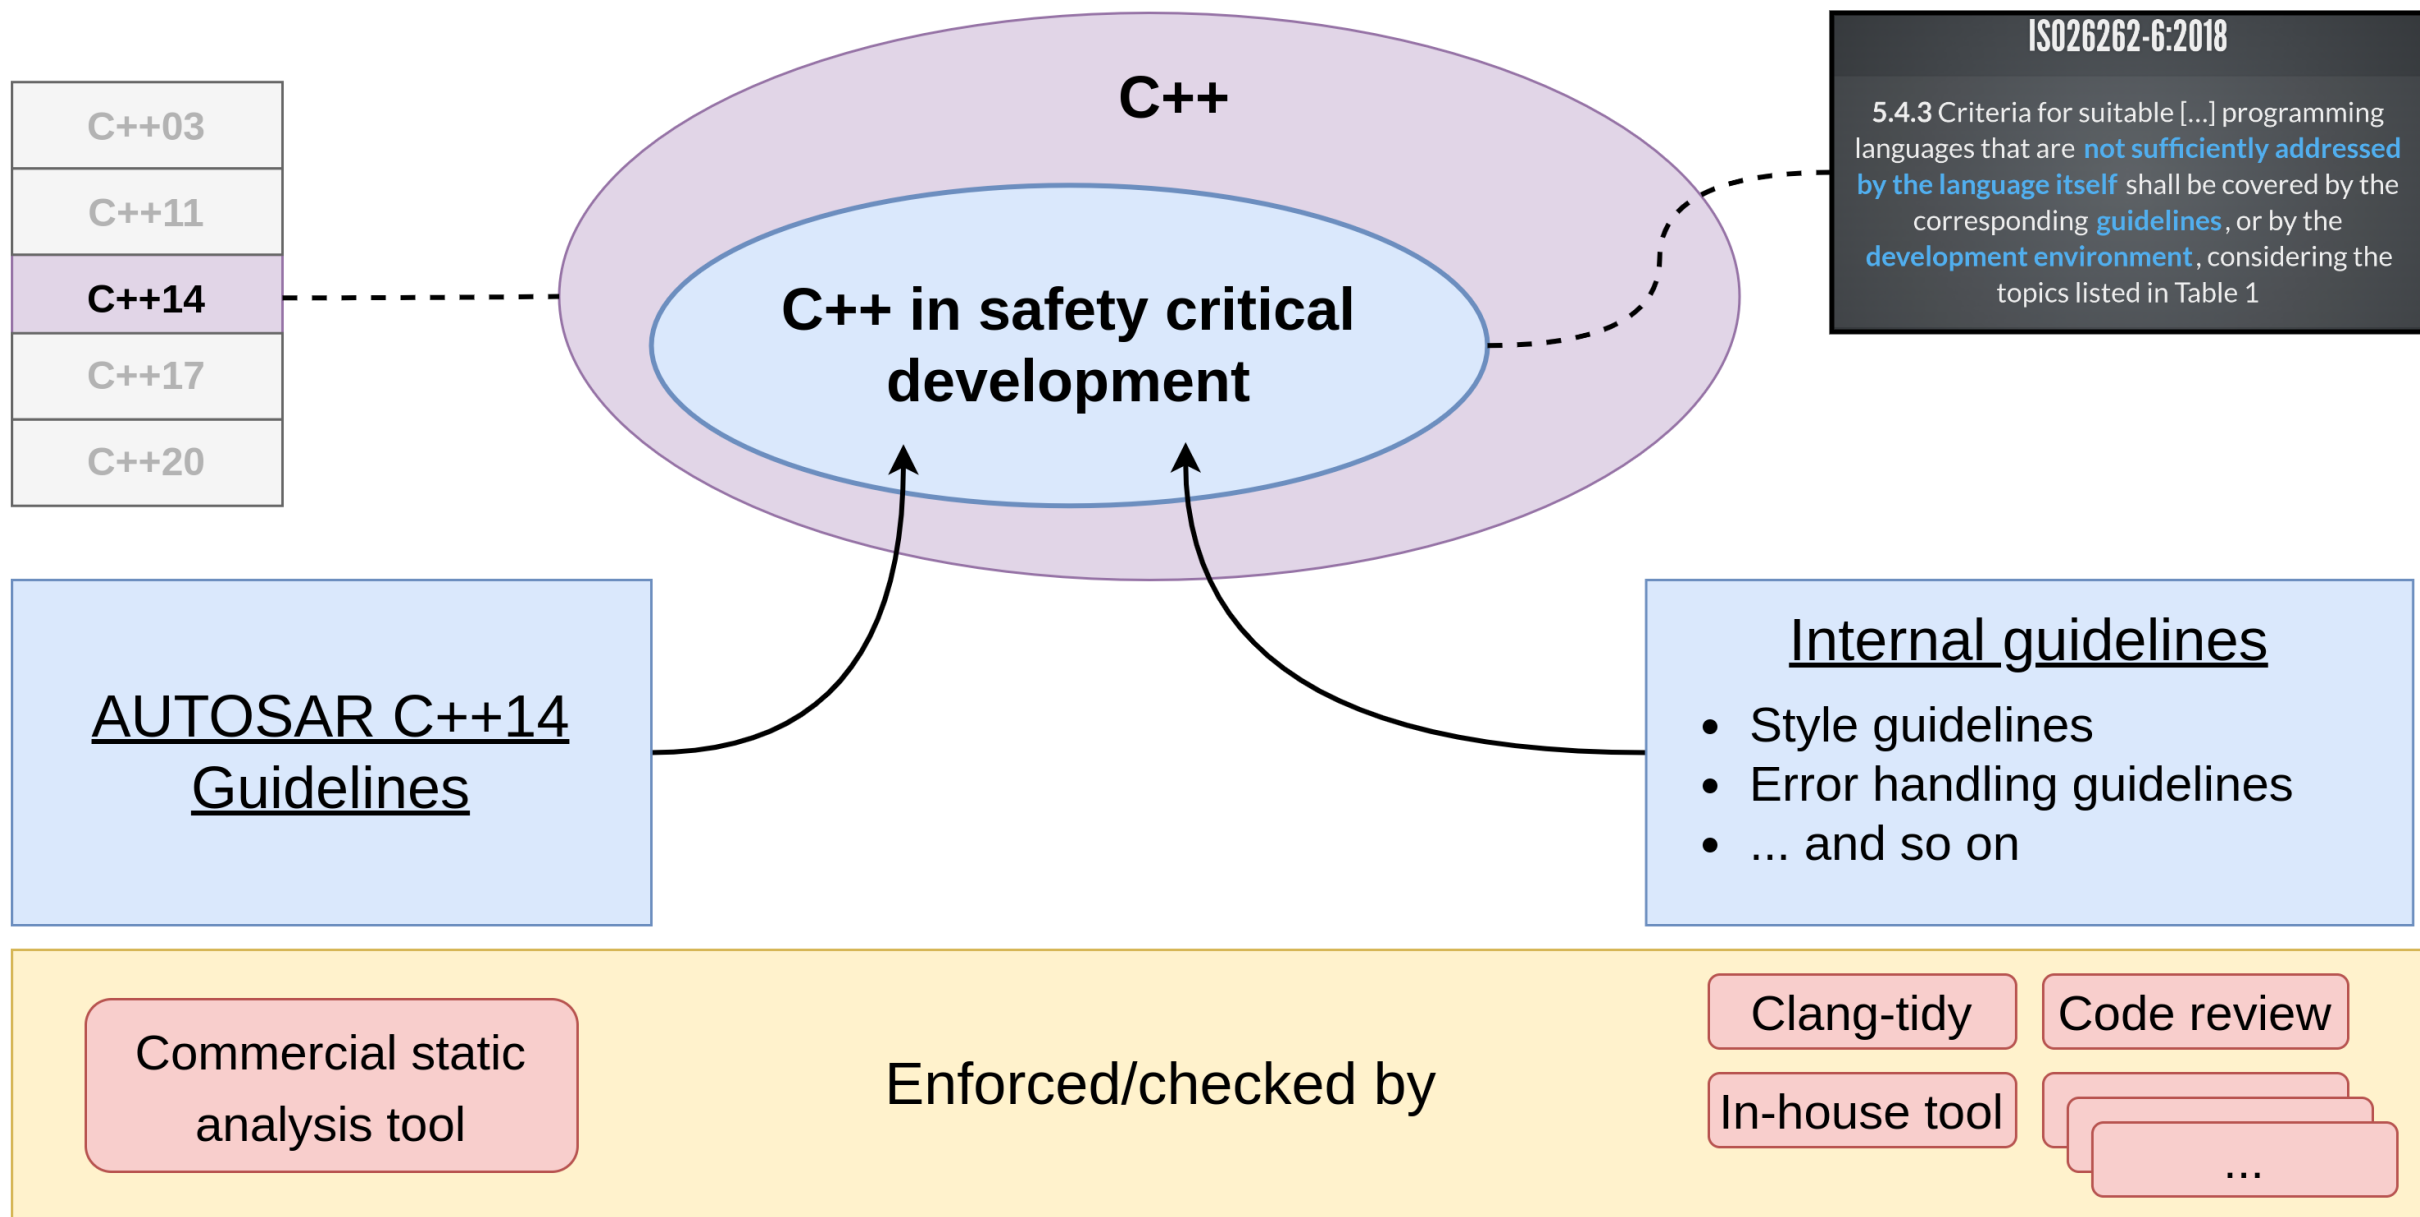 C++03
C++11
C++14
C++17
C++20
C++
C++ in safety critical
development
ISO26262-6:2018
5.4.3 Criteria for suitable [...] programming
languages that are not sufficiently addressed
by the language itself shall be covered by the
corresponding guidelines, or by the
development environment, considering the
topics listed in Table 1
AUTOSAR C++14
Guidelines
Internal guidelines
• Style guidelines
• Error handling guidelines
• ... and so on
Commercial static
analysis tool
Enforced/checked by
Clang-tidy
Code review
In-house tool
...